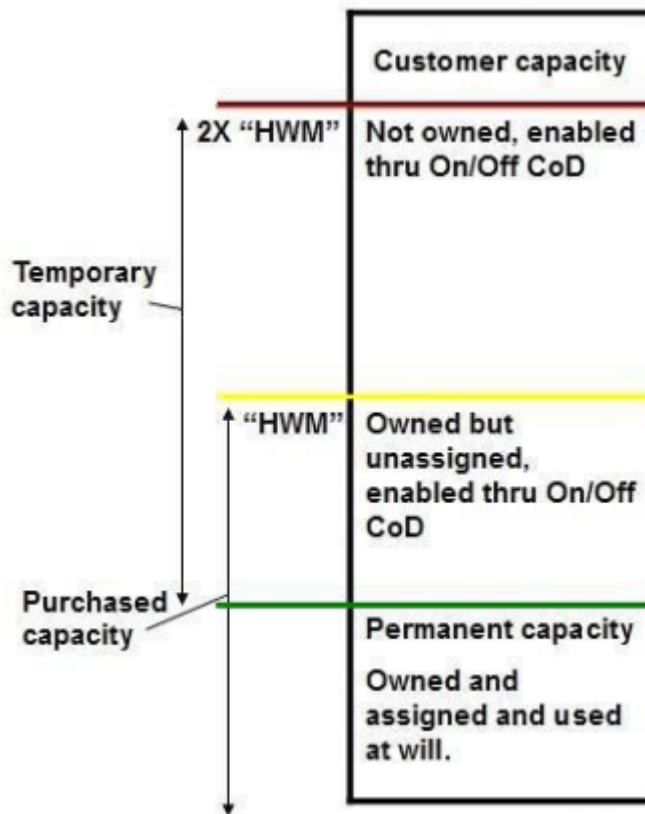 Customer capacity
2X “HWM”
Not owned, enabled
thru On/Off CoD
Temporary
capacity
“HWM”
Owned but
unassigned,
enabled thru On/Off
CoD
Purchased
capacity
Permanent capacity
Owned and
assigned and used
at will.